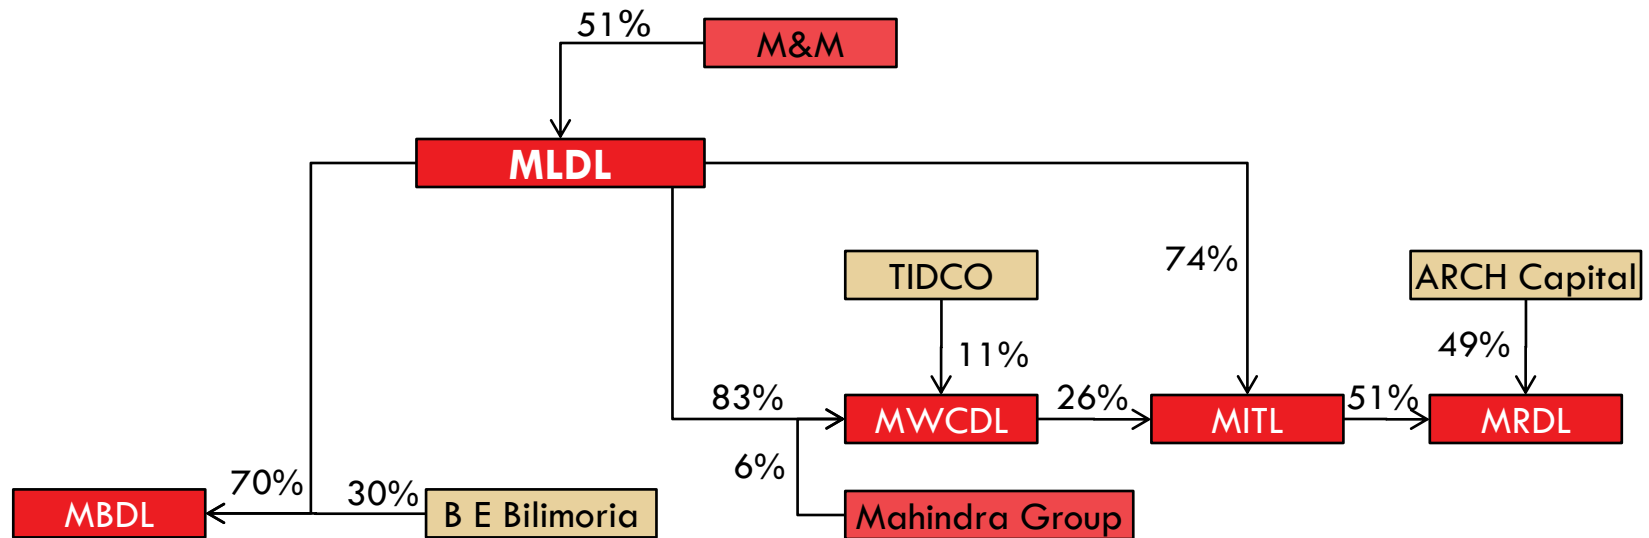 51%
M&M
MLDL
TIDCO
74%
ARCH Capital
11%
49%
83%
MWCDL
26%
MITL
51%
MRDL
6%
70%
30%
MBDL
B E Bilimoria
Mahindra Group